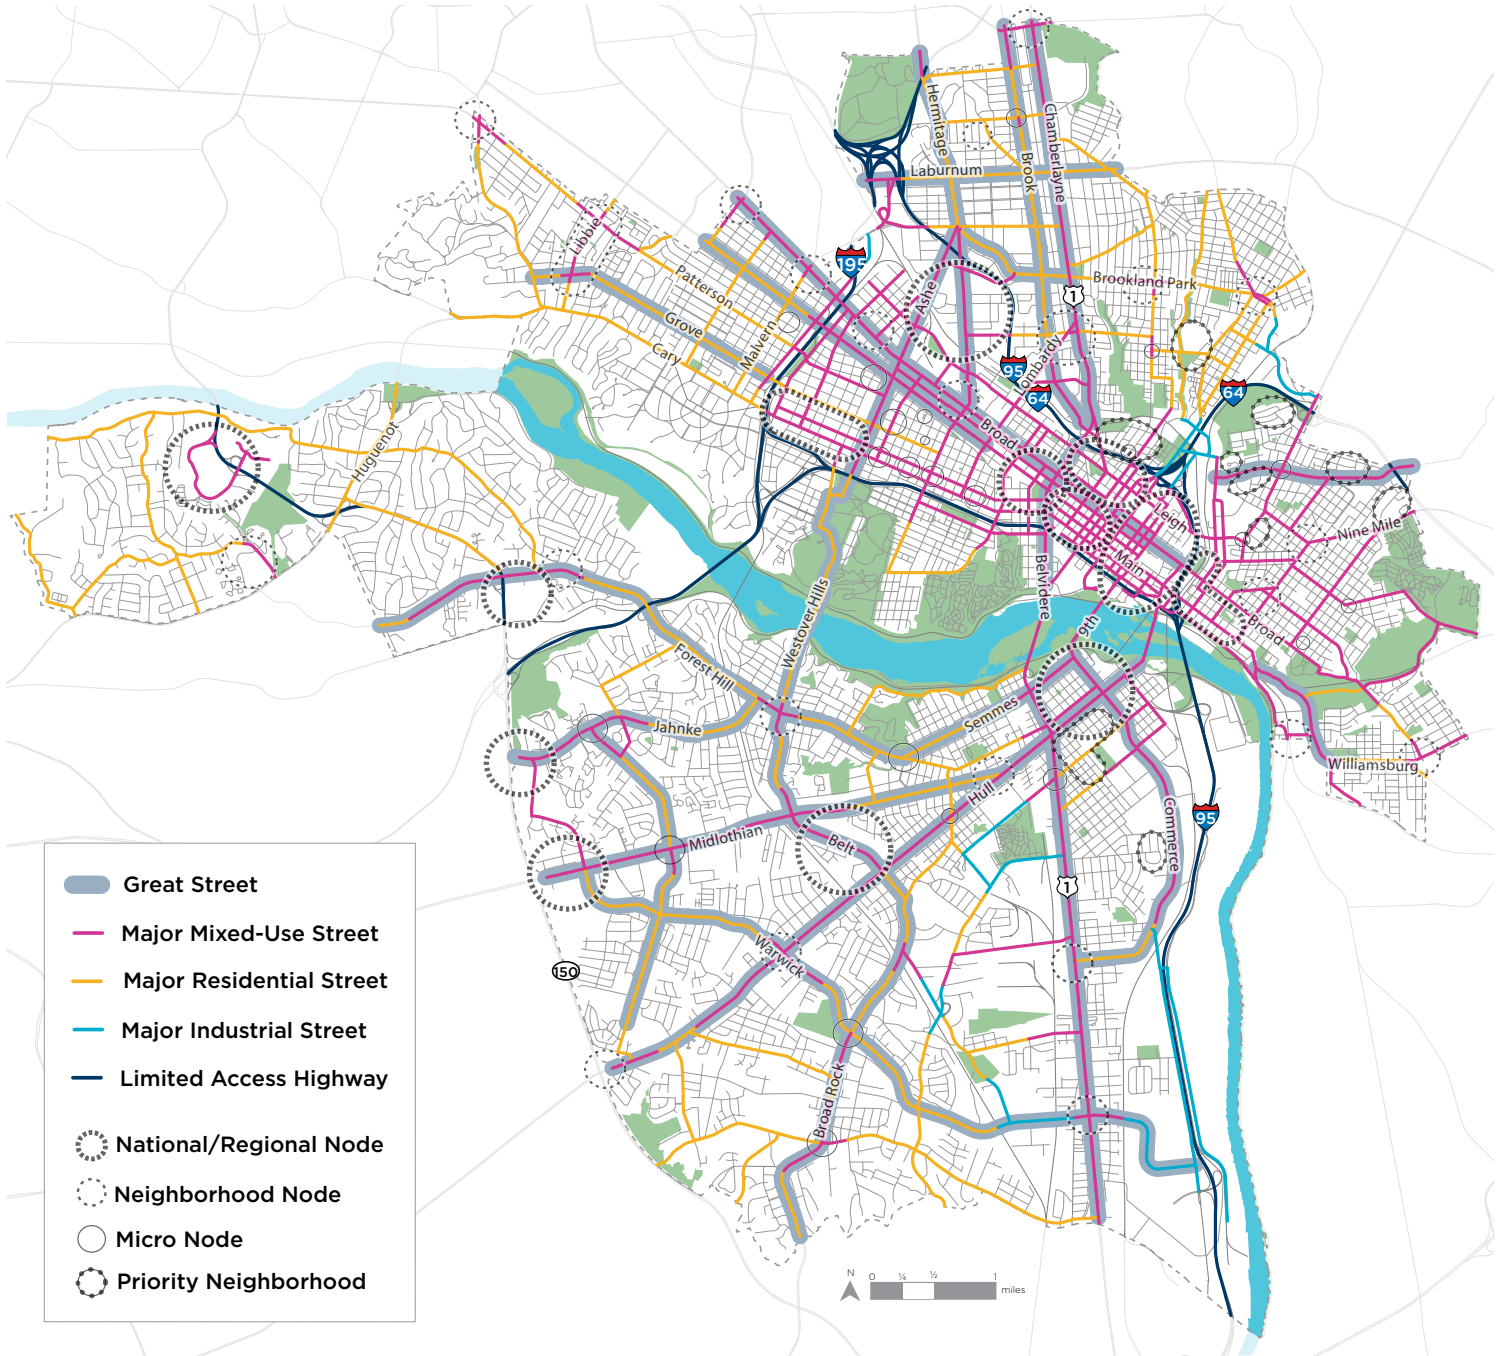 Hermitage
Chamberlayne
Brook
Laburnum
Libbie
195
Patterson
Ashe
Brookland Park
1
Grove
Malvern
Cary
Lombardy
95
64
64
Broad
Huguenot
Leigh
Nine Mile
Main
Belvidere
9th
Broad
Westover Hills
Forest Hill
Semmes
Jahnke
Williamsburg
Hull
Midlothian
Belt
Commerce
95
1
Warwick
150
Broad Rock
Great Street
Major Mixed-Use Street
Major Residential Street
Major Industrial Street
Limited Access Highway
National/Regional Node
Neighborhood Node
Micro Node
Priority Neighborhood
N
0 ¼ ½ 1
miles